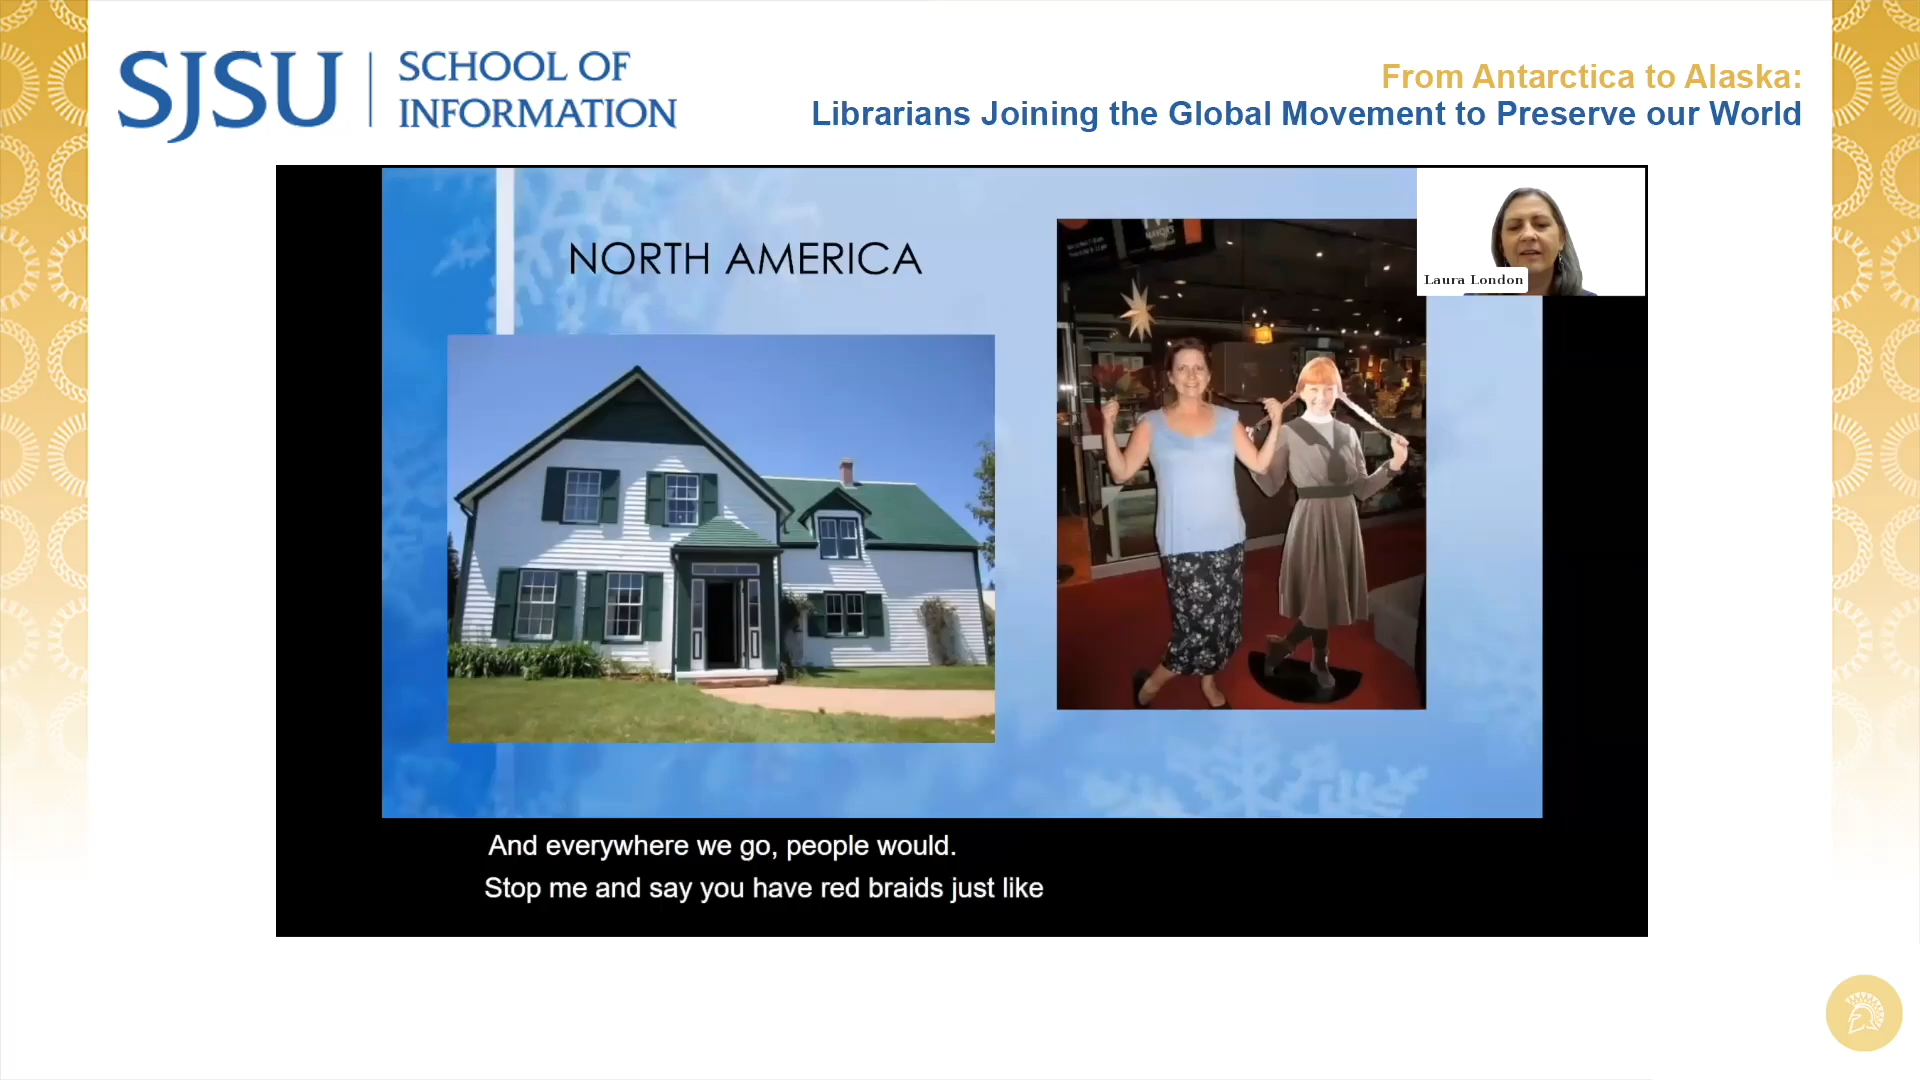 SJSU
SCHOOL OF
INFORMATION
From Antarctica to Alaska:
Librarians Joining the Global Movement to Preserve our World
NORTH AMERICA
Laura London
And everywhere we go, people would.
Stop me and say you have red braids just like